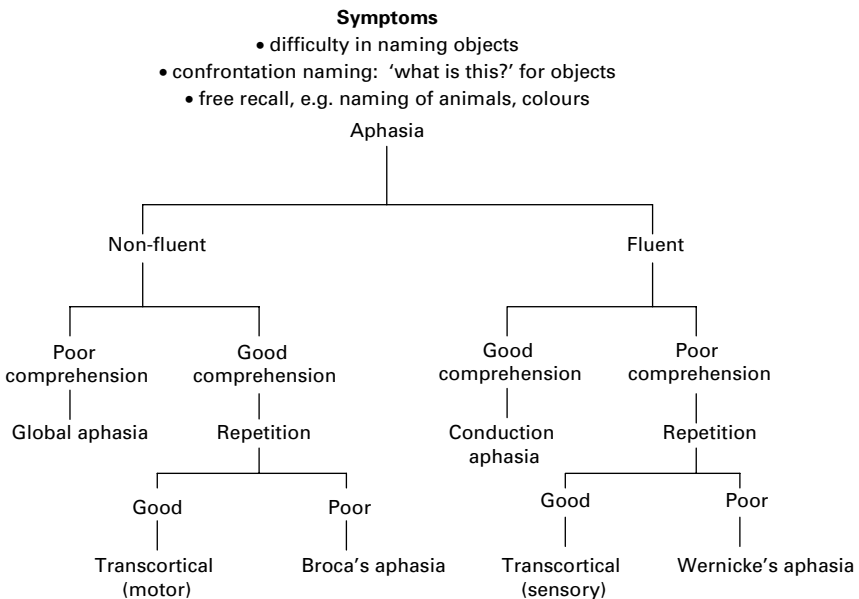 Symptoms
• difficulty in naming objects
• confrontation naming: ‘what is this?’ for objects
• free recall, e.g. naming of animals, colours
Aphasia
Non-fluent
Fluent
Poor
comprehension
Good
comprehension
Good
comprehension
Poor
comprehension
Global aphasia
Repetition
Conduction
aphasia
Repetition
Good
Poor
Good
Poor
Transcortical
(motor)
Broca’s aphasia
Transcortical
(sensory)
Wernicke’s aphasia